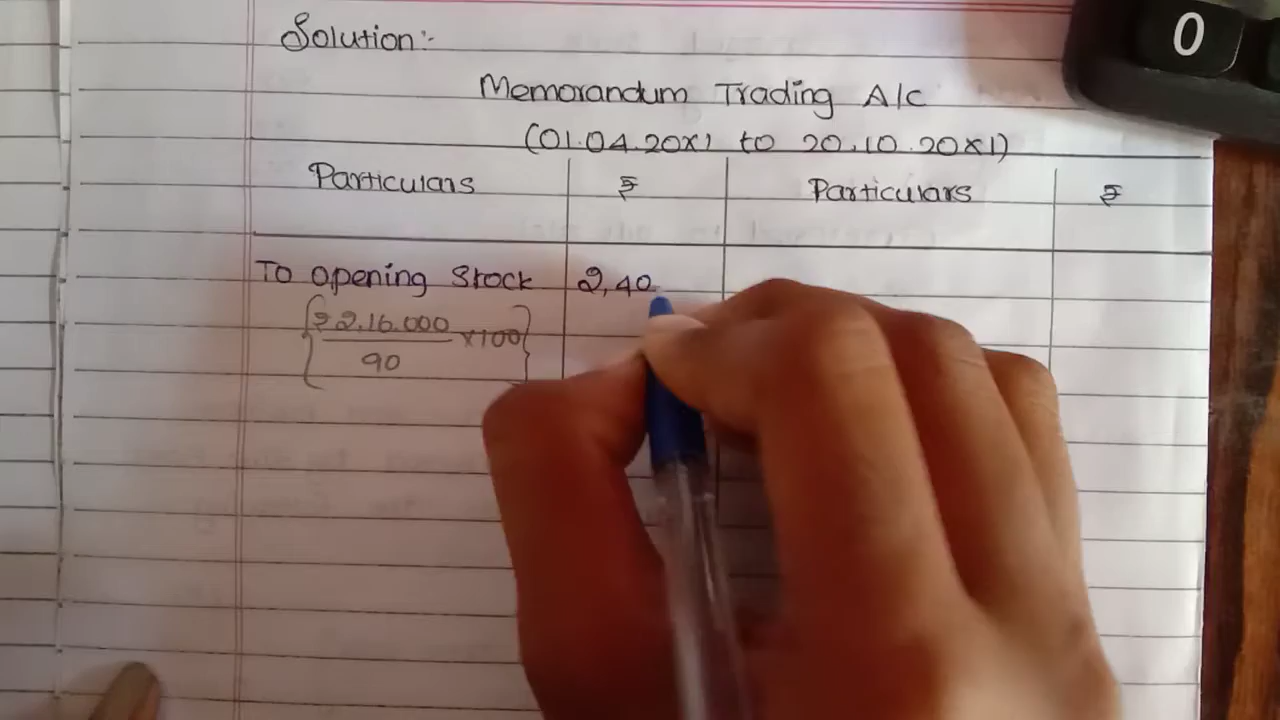 Solution:-
Memorandum Trading A/c
(01.04.20x1 to 20.10.20x1)
Particulars ₹ Particulars ₹
To Opening Stock 2,40
{₹2,16,000/90 x100}
0